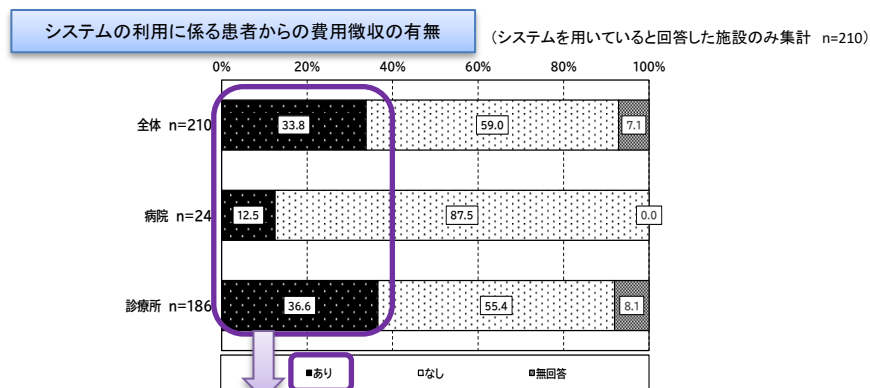 システムの利用に係る患者からの費用徴収の有無
（システムを用いていると回答した施設のみ集計 n=210）
0% 20% 40% 60% 80% 100%
全体 n=210 33.8 59.0 7.1
病院 n=24 12.5 87.5 0.0
診療所 n=186 36.6 55.4 8.1
■あり □なし ▩無回答